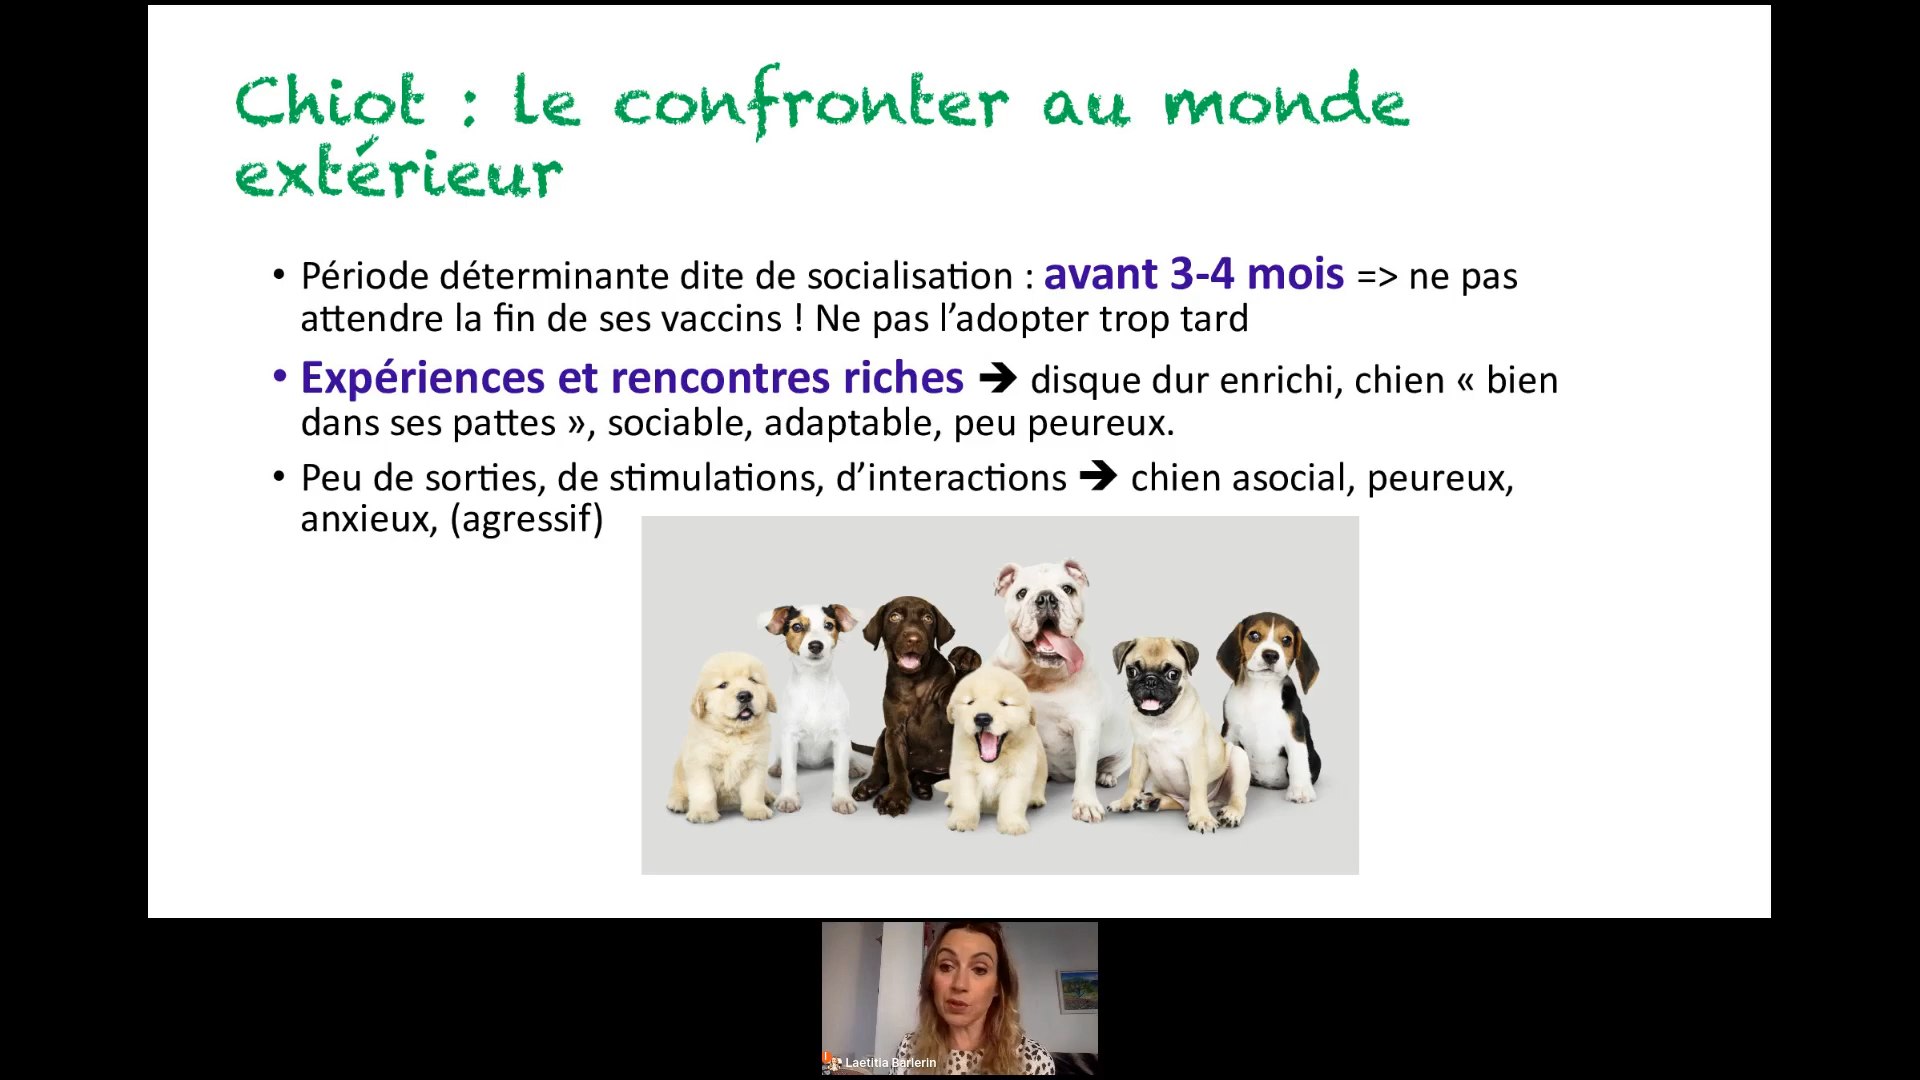 Chiot : le confronter au monde
extérieur
• Période déterminante dite de socialisation : avant 3-4 mois => ne pas
attendre la fin de ses vaccins ! Ne pas l’adopter trop tard
• Expériences et rencontres riches ➔ disque dur enrichi, chien « bien
dans ses pattes », sociable, adaptable, peu peureux.
• Peu de sorties, de stimulations, d’interactions ➔ chien asocial, peureux,
anxieux, (agressif)
Laetitia Barlerin